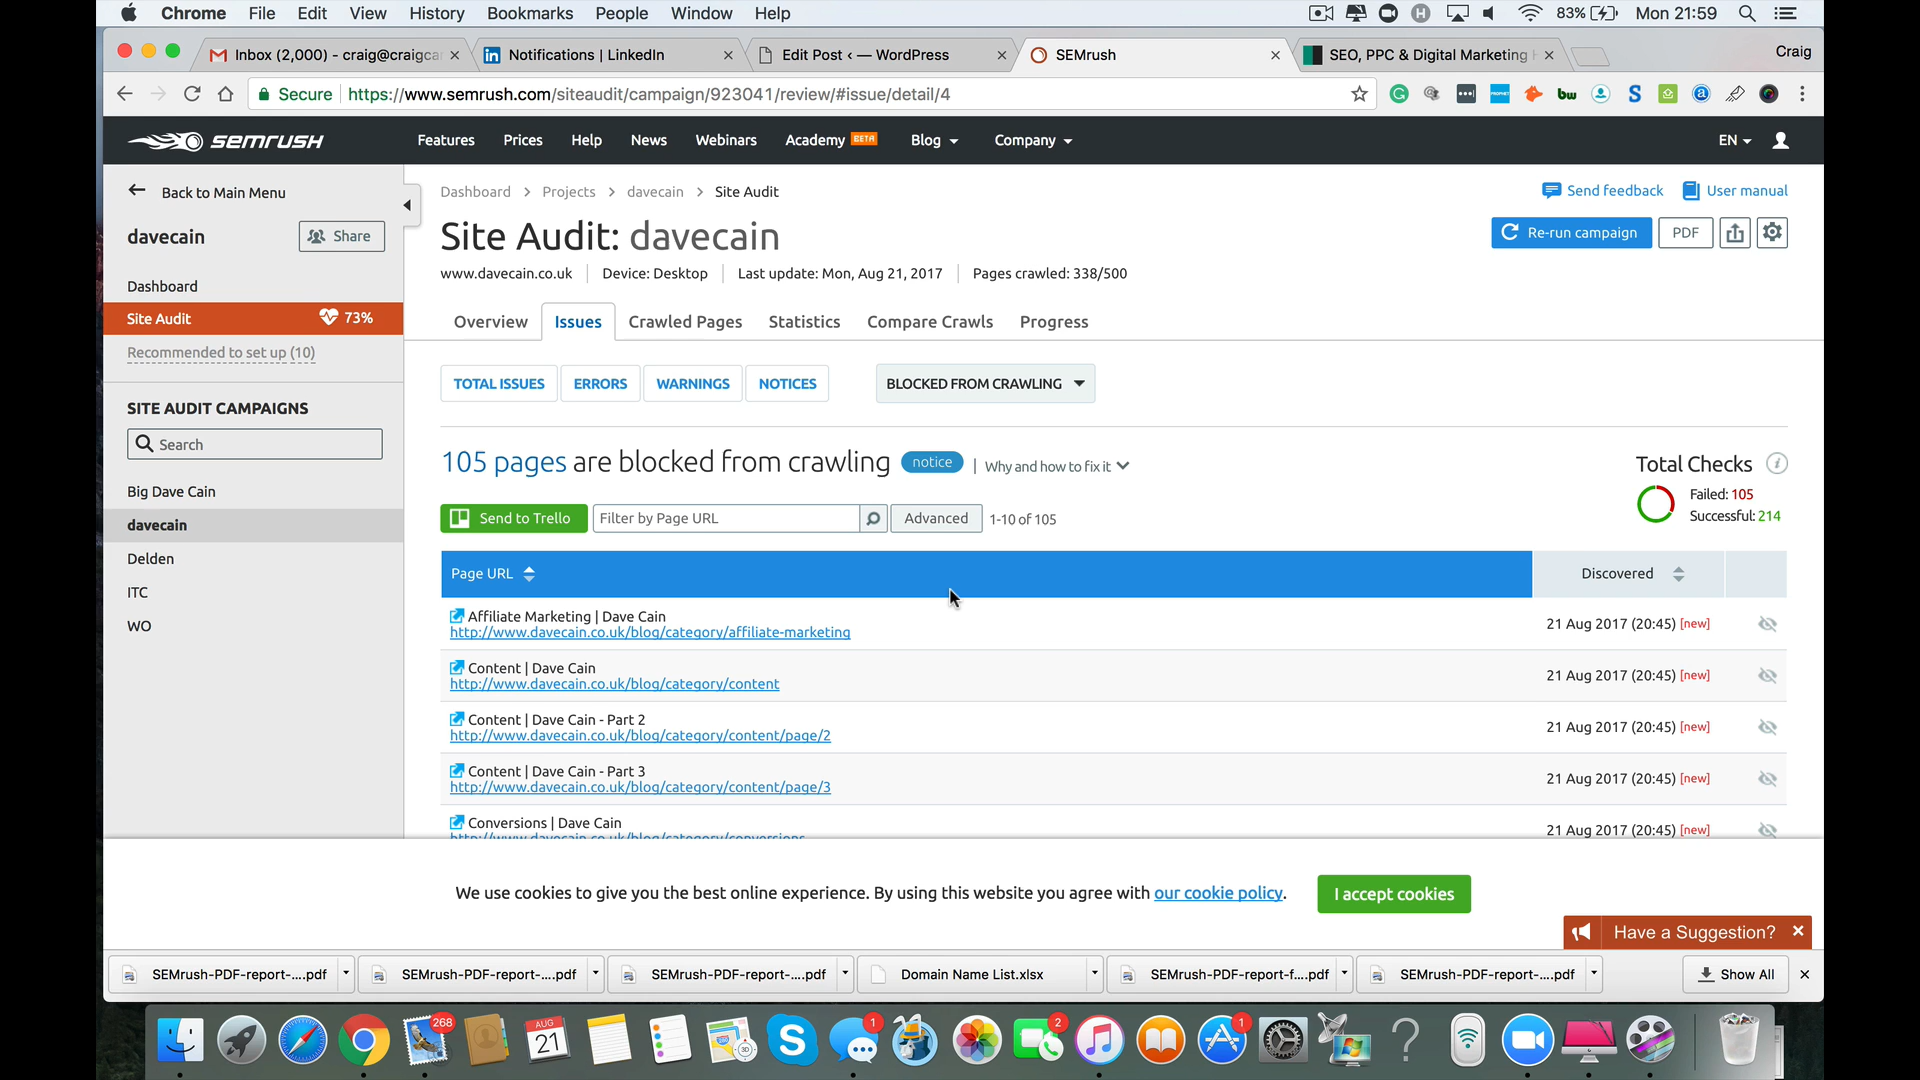 Chrome File Edit View History Bookmarks People Window Help 83% Mon 21:59
Inbox (2,000) - craig@craigca Notifications | LinkedIn Edit Post ‹ — WordPress SEMrush SEO, PPC & Digital Marketing Craig
Secure https://www.semrush.com/siteaudit/campaign/923041/review/#issue/detail/4
SEMRUSH Features Prices Help News Webinars Academy BETA Blog Company EN
Back to Main Menu
Dashboard Projects davecain Site Audit
Send feedback User manual
davecain Share
Site Audit: davecain
Re-run campaign PDF
www.davecain.co.uk Device: Desktop Last update: Mon, Aug 21, 2017 Pages crawled: 338/500
Dashboard
Site Audit 73%
Recommended to set up (10)
Overview Issues Crawled Pages Statistics Compare Crawls Progress
TOTAL ISSUES ERRORS WARNINGS NOTICES BLOCKED FROM CRAWLING
SITE AUDIT CAMPAIGNS
Search
Big Dave Cain
davecain
Delden
ITC
WO
105 pages are blocked from crawling notice | Why and how to fix it
Total Checks
Failed: 105
Successful: 214
Send to Trello Filter by Page URL Advanced 1-10 of 105
Page URL Discovered
Affiliate Marketing | Dave Cain
http://www.davecain.co.uk/blog/category/affiliate-marketing
21 Aug 2017 (20:45) [new]
Content | Dave Cain
http://www.davecain.co.uk/blog/category/content
21 Aug 2017 (20:45) [new]
Content | Dave Cain - Part 2
http://www.davecain.co.uk/blog/category/content/page/2
21 Aug 2017 (20:45) [new]
Content | Dave Cain - Part 3
http://www.davecain.co.uk/blog/category/content/page/3
21 Aug 2017 (20:45) [new]
Conversions | Dave Cain
http://www.davecain.co.uk/blog/category/conversions
21 Aug 2017 (20:45) [new]
We use cookies to give you the best online experience. By using this website you agree with our cookie policy.
I accept cookies
Have a Suggestion?
SEMrush-PDF-report-....pdf SEMrush-PDF-report-....pdf SEMrush-PDF-report-....pdf Domain Name List.xlsx SEMrush-PDF-report-f....pdf SEMrush-PDF-report-....pdf Show All
268 AUG 21 3D 1 2 1